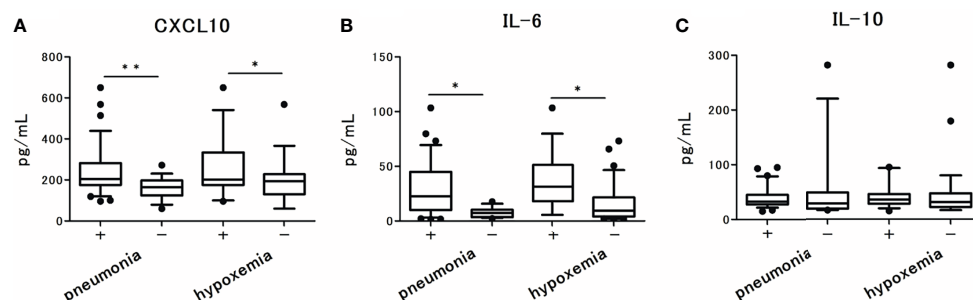 A CXCL10
800
600
400
200
0
pg/mL
** *
+ − + −
pneumonia hypoxemia
B IL-6
150
100
50
0
pg/mL
* *
+ − + −
pneumonia hypoxemia
C IL-10
300
200
100
50
0
pg/mL
+ − + −
pneumonia hypoxemia